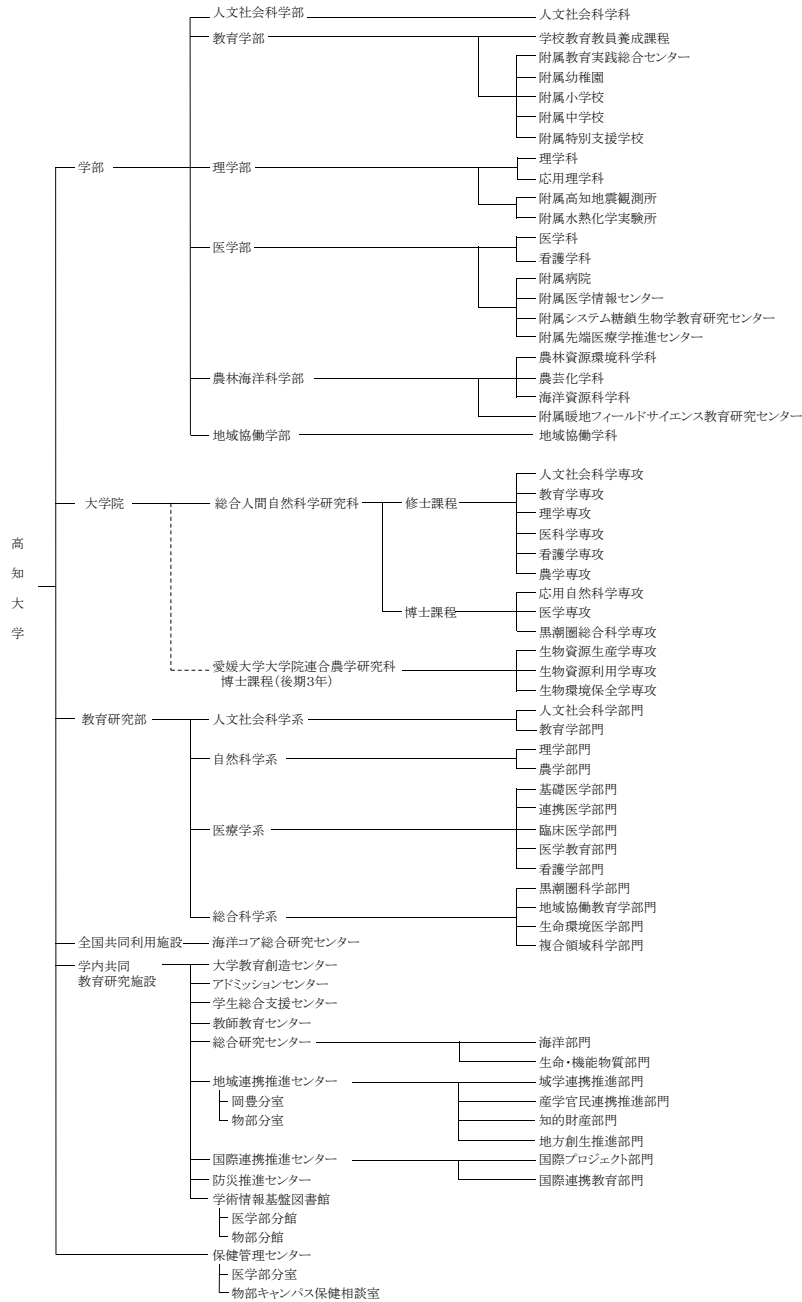 高知大学
学部
人文社会科学部
人文社会科学科
教育学部
学校教育教員養成課程
附属教育実践総合センター
附属幼稚園
附属小学校
附属中学校
附属特別支援学校
理学部
理学科
応用理学科
附属高知地震観測所
附属水熱化学実験所
医学部
医学科
看護学科
附属病院
附属医学情報センター
附属システム糖鎖生物学教育研究センター
附属先端医療学推進センター
農林海洋科学部
農林資源環境科学科
農芸化学科
海洋資源科学科
附属暖地フィールドサイエンス教育研究センター
地域協働学部
地域協働学科
大学院
総合人間自然科学研究科
修士課程
人文社会科学専攻
教育学専攻
理学専攻
医科学専攻
看護学専攻
農学専攻
博士課程
応用自然科学専攻
医学専攻
黒潮圏総合科学専攻
愛媛大学大学院連合農学研究科
博士課程（後期3年）
生物資源生産学専攻
生物資源利用学専攻
生物環境保全学専攻
教育研究部
人文社会科学系
人文社会科学部門
教育学部門
自然科学系
理学部門
農学部門
医療学系
基礎医学部門
連携医学部門
臨床医学部門
医学教育部門
看護学部門
総合科学系
黒潮圏科学部門
地域協働教育学部門
生命環境医学部門
複合領域科学部門
全国共同利用施設
海洋コア総合研究センター
学内共同
教育研究施設
大学教育創造センター
アドミッションセンター
学生総合支援センター
教師教育センター
総合研究センター
海洋部門
生命・機能物質部門
地域連携推進センター
岡豊分室
物部分室
域学連携推進部門
産学官民連携推進部門
知的財産部門
地方創生推進部門
国際連携推進センター
国際プロジェクト部門
国際連携教育部門
防災推進センター
学術情報基盤図書館
医学部分館
物部分館
保健管理センター
医学部分室
物部キャンパス保健相談室